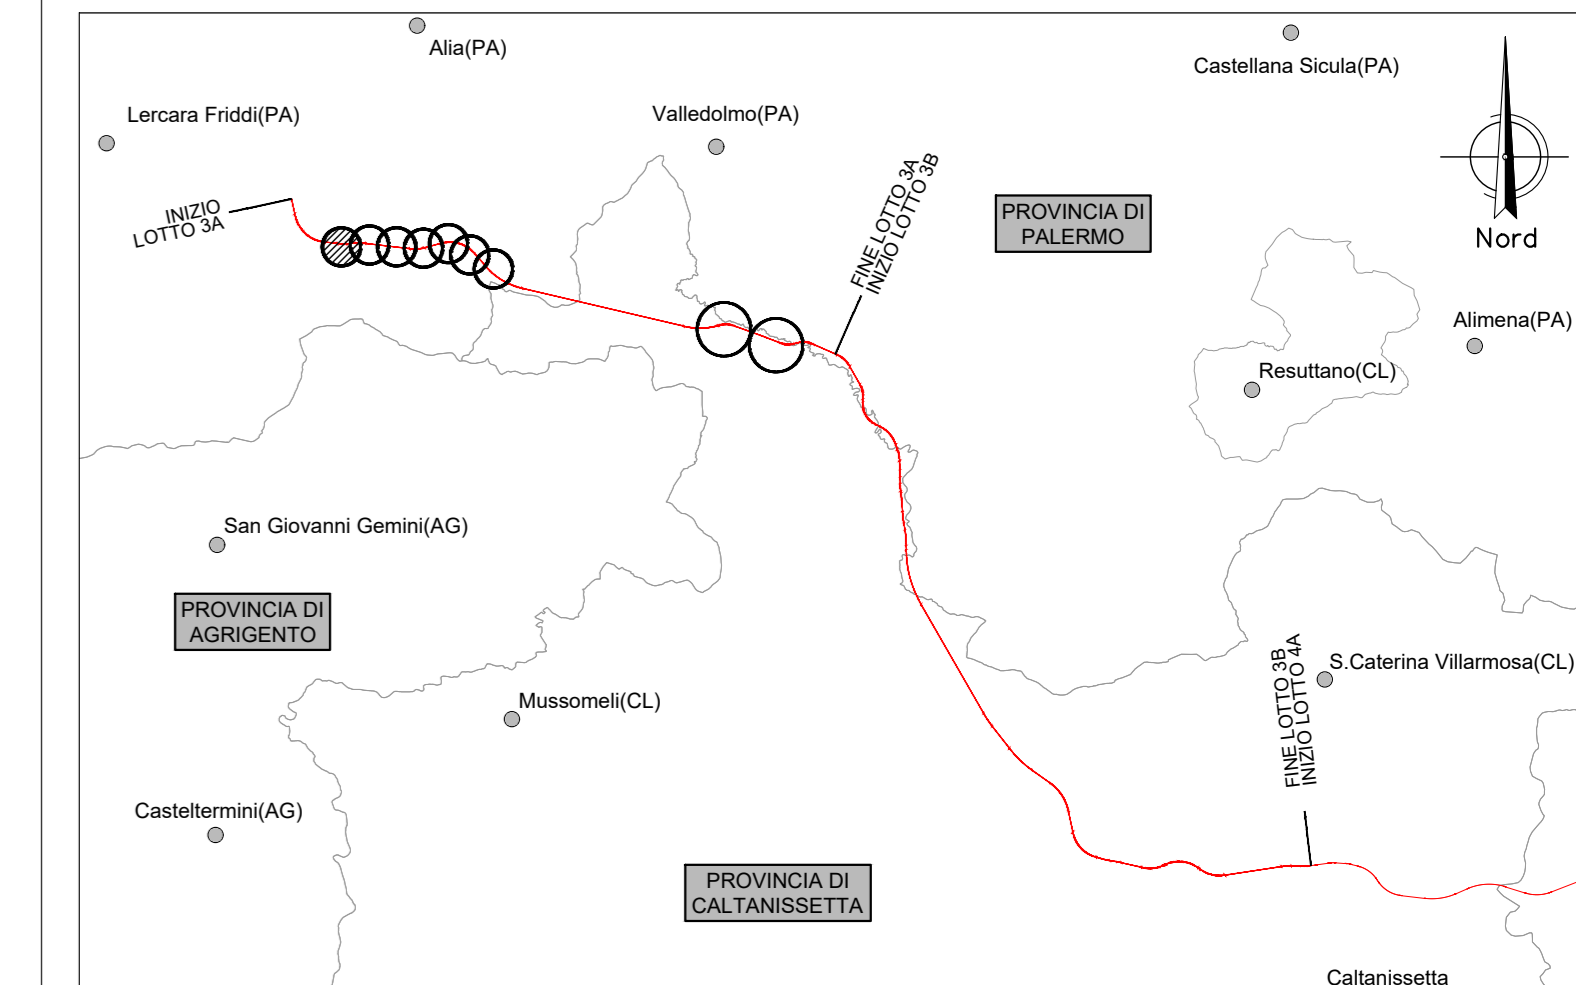 Alia(PA)
Castellana Sicula(PA)
Lercara Friddi(PA)
Valledolmo(PA)
INIZIO
LOTTO 3A
FINE LOTTO 3A
INIZIO LOTTO 3B
PROVINCIA DI
PALERMO
Nord
Alimena(PA)
Resuttano(CL)
San Giovanni Gemini(AG)
PROVINCIA DI
AGRIGENTO
FINE LOTTO 3B
INIZIO LOTTO 4A
S.Caterina Villarmosa(CL)
Mussomeli(CL)
Casteltermini(AG)
PROVINCIA DI
CALTANISSETTA
Caltanissetta